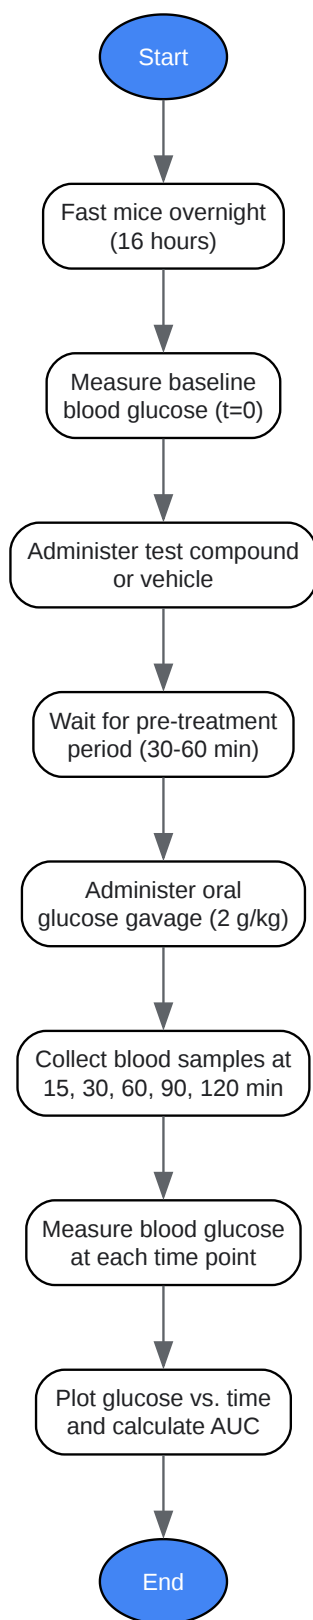 Start
Fast mice overnight
(16 hours)
Measure baseline
blood glucose (t=0)
Administer test compound
or vehicle
Wait for pre-treatment
period (30-60 min)
Administer oral
glucose gavage (2 g/kg)
Collect blood samples at
15, 30, 60, 90, 120 min
Measure blood glucose
at each time point
Plot glucose vs. time
and calculate AUC
End